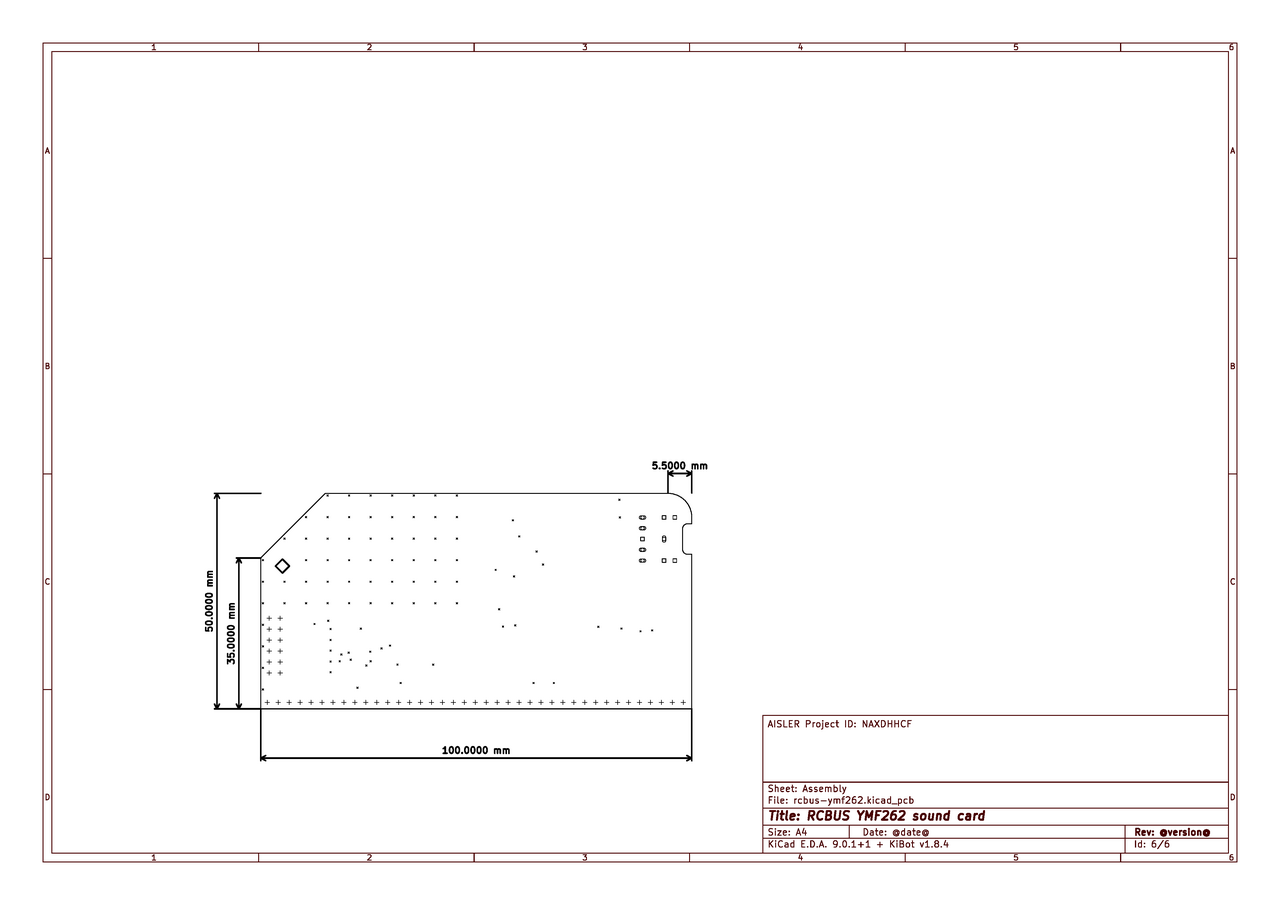 1 2 3 4 5 6
A A
B B
5.5000 mm
50.0000 mm
35.0000 mm
C C
100.0000 mm
AISLER Project ID: NAXDHHCF
Sheet: Assembly
File: rcbus-ymf262.kicad_pcb
D D
Title: RCBUS YMF262 sound card
Size: A4 Date: @date@ Rev: @version@
KiCad E.D.A. 9.0.1+1 + KiBot v1.8.4 Id: 6/6
1 2 3 4 5 6